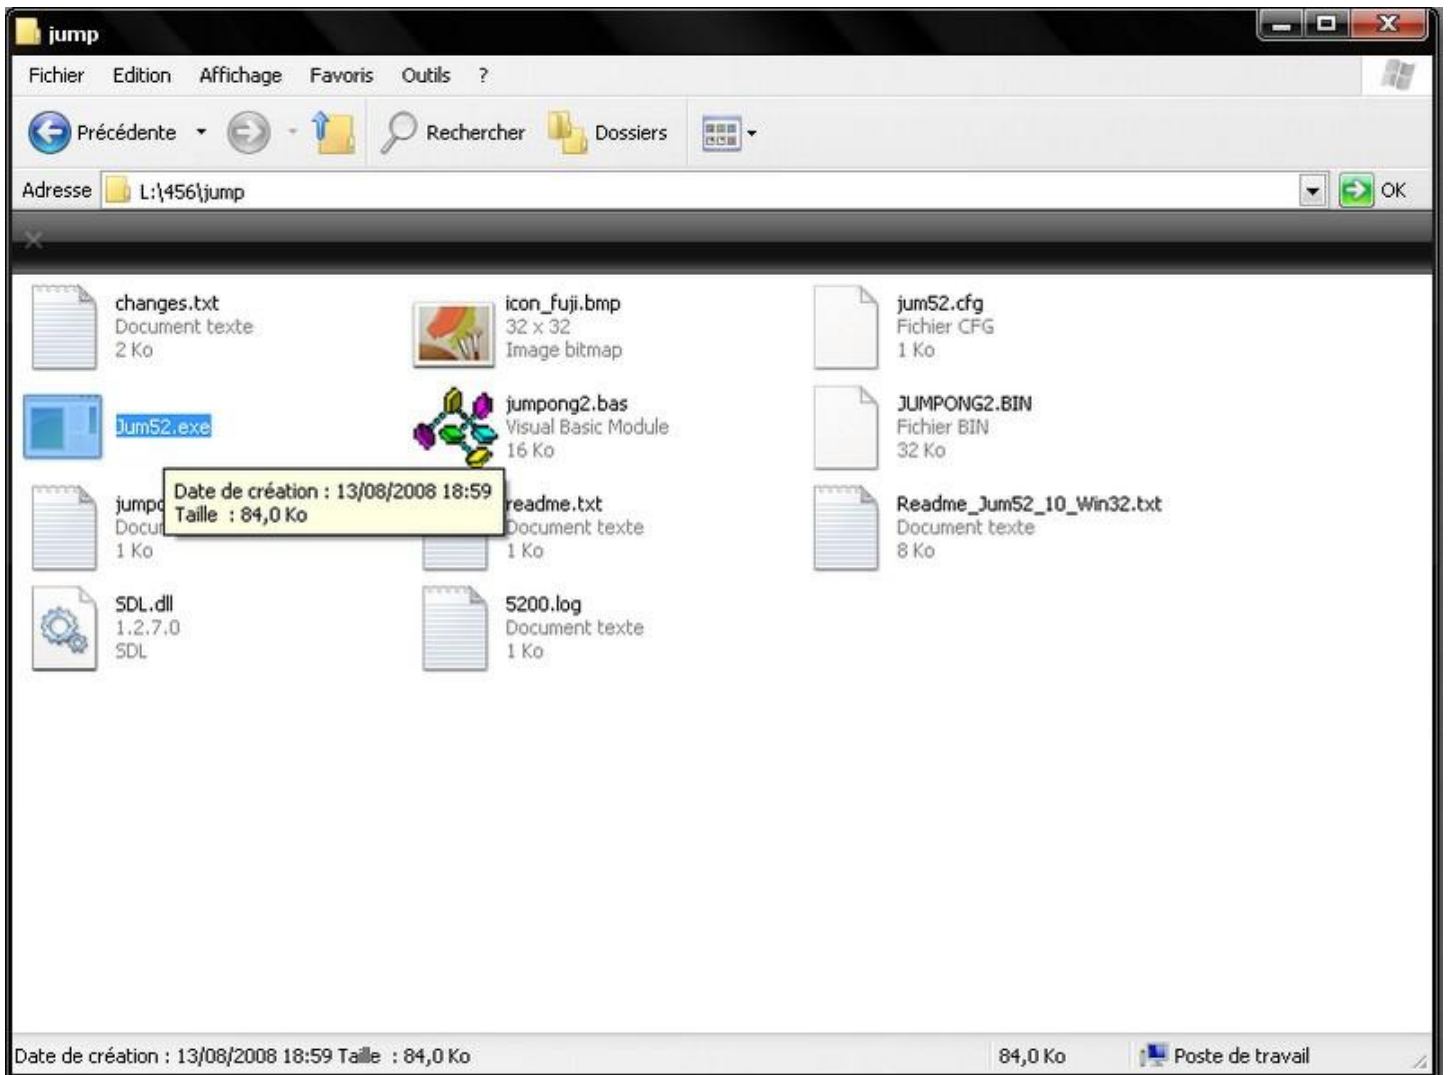 jump
Fichier Edition Affichage Favoris Outils ?
Précédente Rechercher Dossiers
Adresse L:\456\jump OK
changes.txt
Document texte
2 Ko
icon_fuji.bmp
32 x 32
Image bitmap
jum52.cfg
Fichier CFG
1 Ko
Jum52.exe
jumpong2.bas
Visual Basic Module
16 Ko
JUMPONG2.BIN
Fichier BIN
32 Ko
Date de création : 13/08/2008 18:59
Taille : 84,0 Ko
1 Ko
readme.txt
Document texte
1 Ko
Readme_Jum52_10_Win32.txt
Document texte
8 Ko
SDL.dll
1.2.7.0
SDL
5200.log
Document texte
1 Ko
Date de création : 13/08/2008 18:59 Taille : 84,0 Ko 84,0 Ko Poste de travail